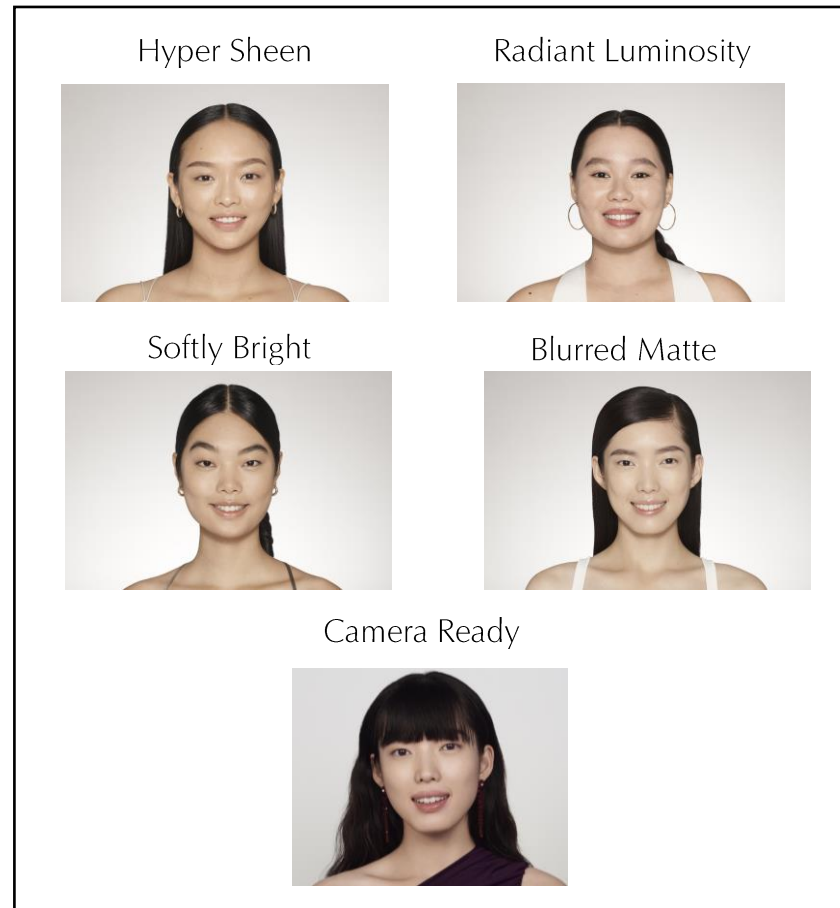 Hyper Sheen
Radiant Luminosity
Softly Bright
Blurred Matte
Camera Ready